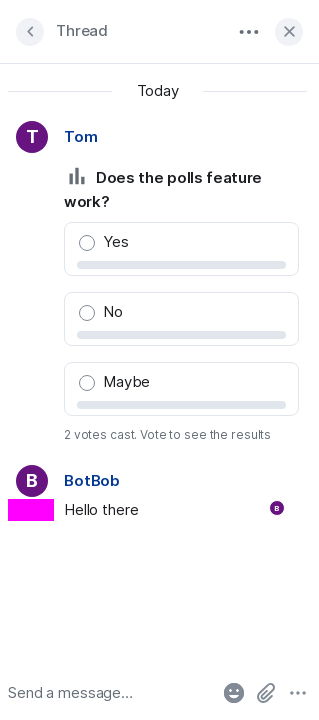 Thread
Today
T
Tom
Does the polls feature
work?
Yes
No
Maybe
2 votes cast. Vote to see the results
B
BotBob
Hello there
B
Send a message…